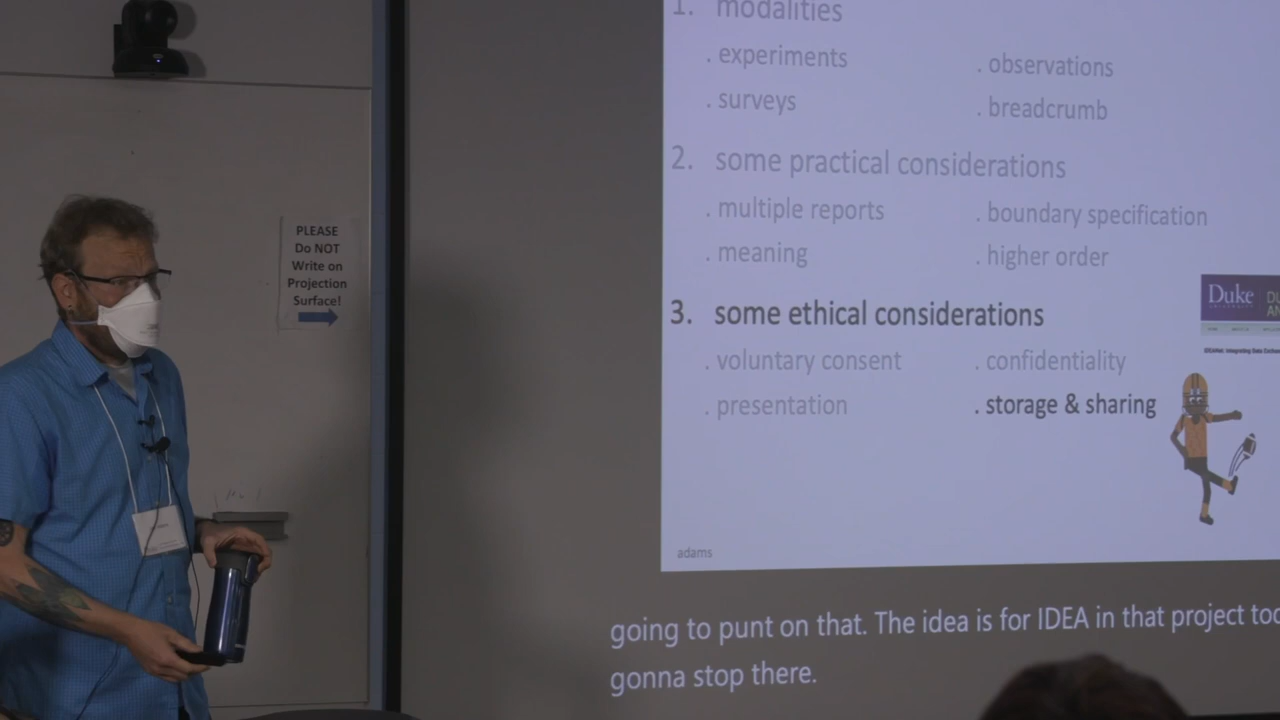 1. modalities
. experiments
. observations
. surveys
. breadcrumb
2. some practical considerations
. multiple reports
. boundary specification
. meaning
. higher order
3. some ethical considerations
. voluntary consent
. confidentiality
. presentation
. storage & sharing
Duke
adams
PLEASE
Do NOT
Write on
Projection
Surface!
going to punt on that. The idea is for IDEA in that project too
gonna stop there.